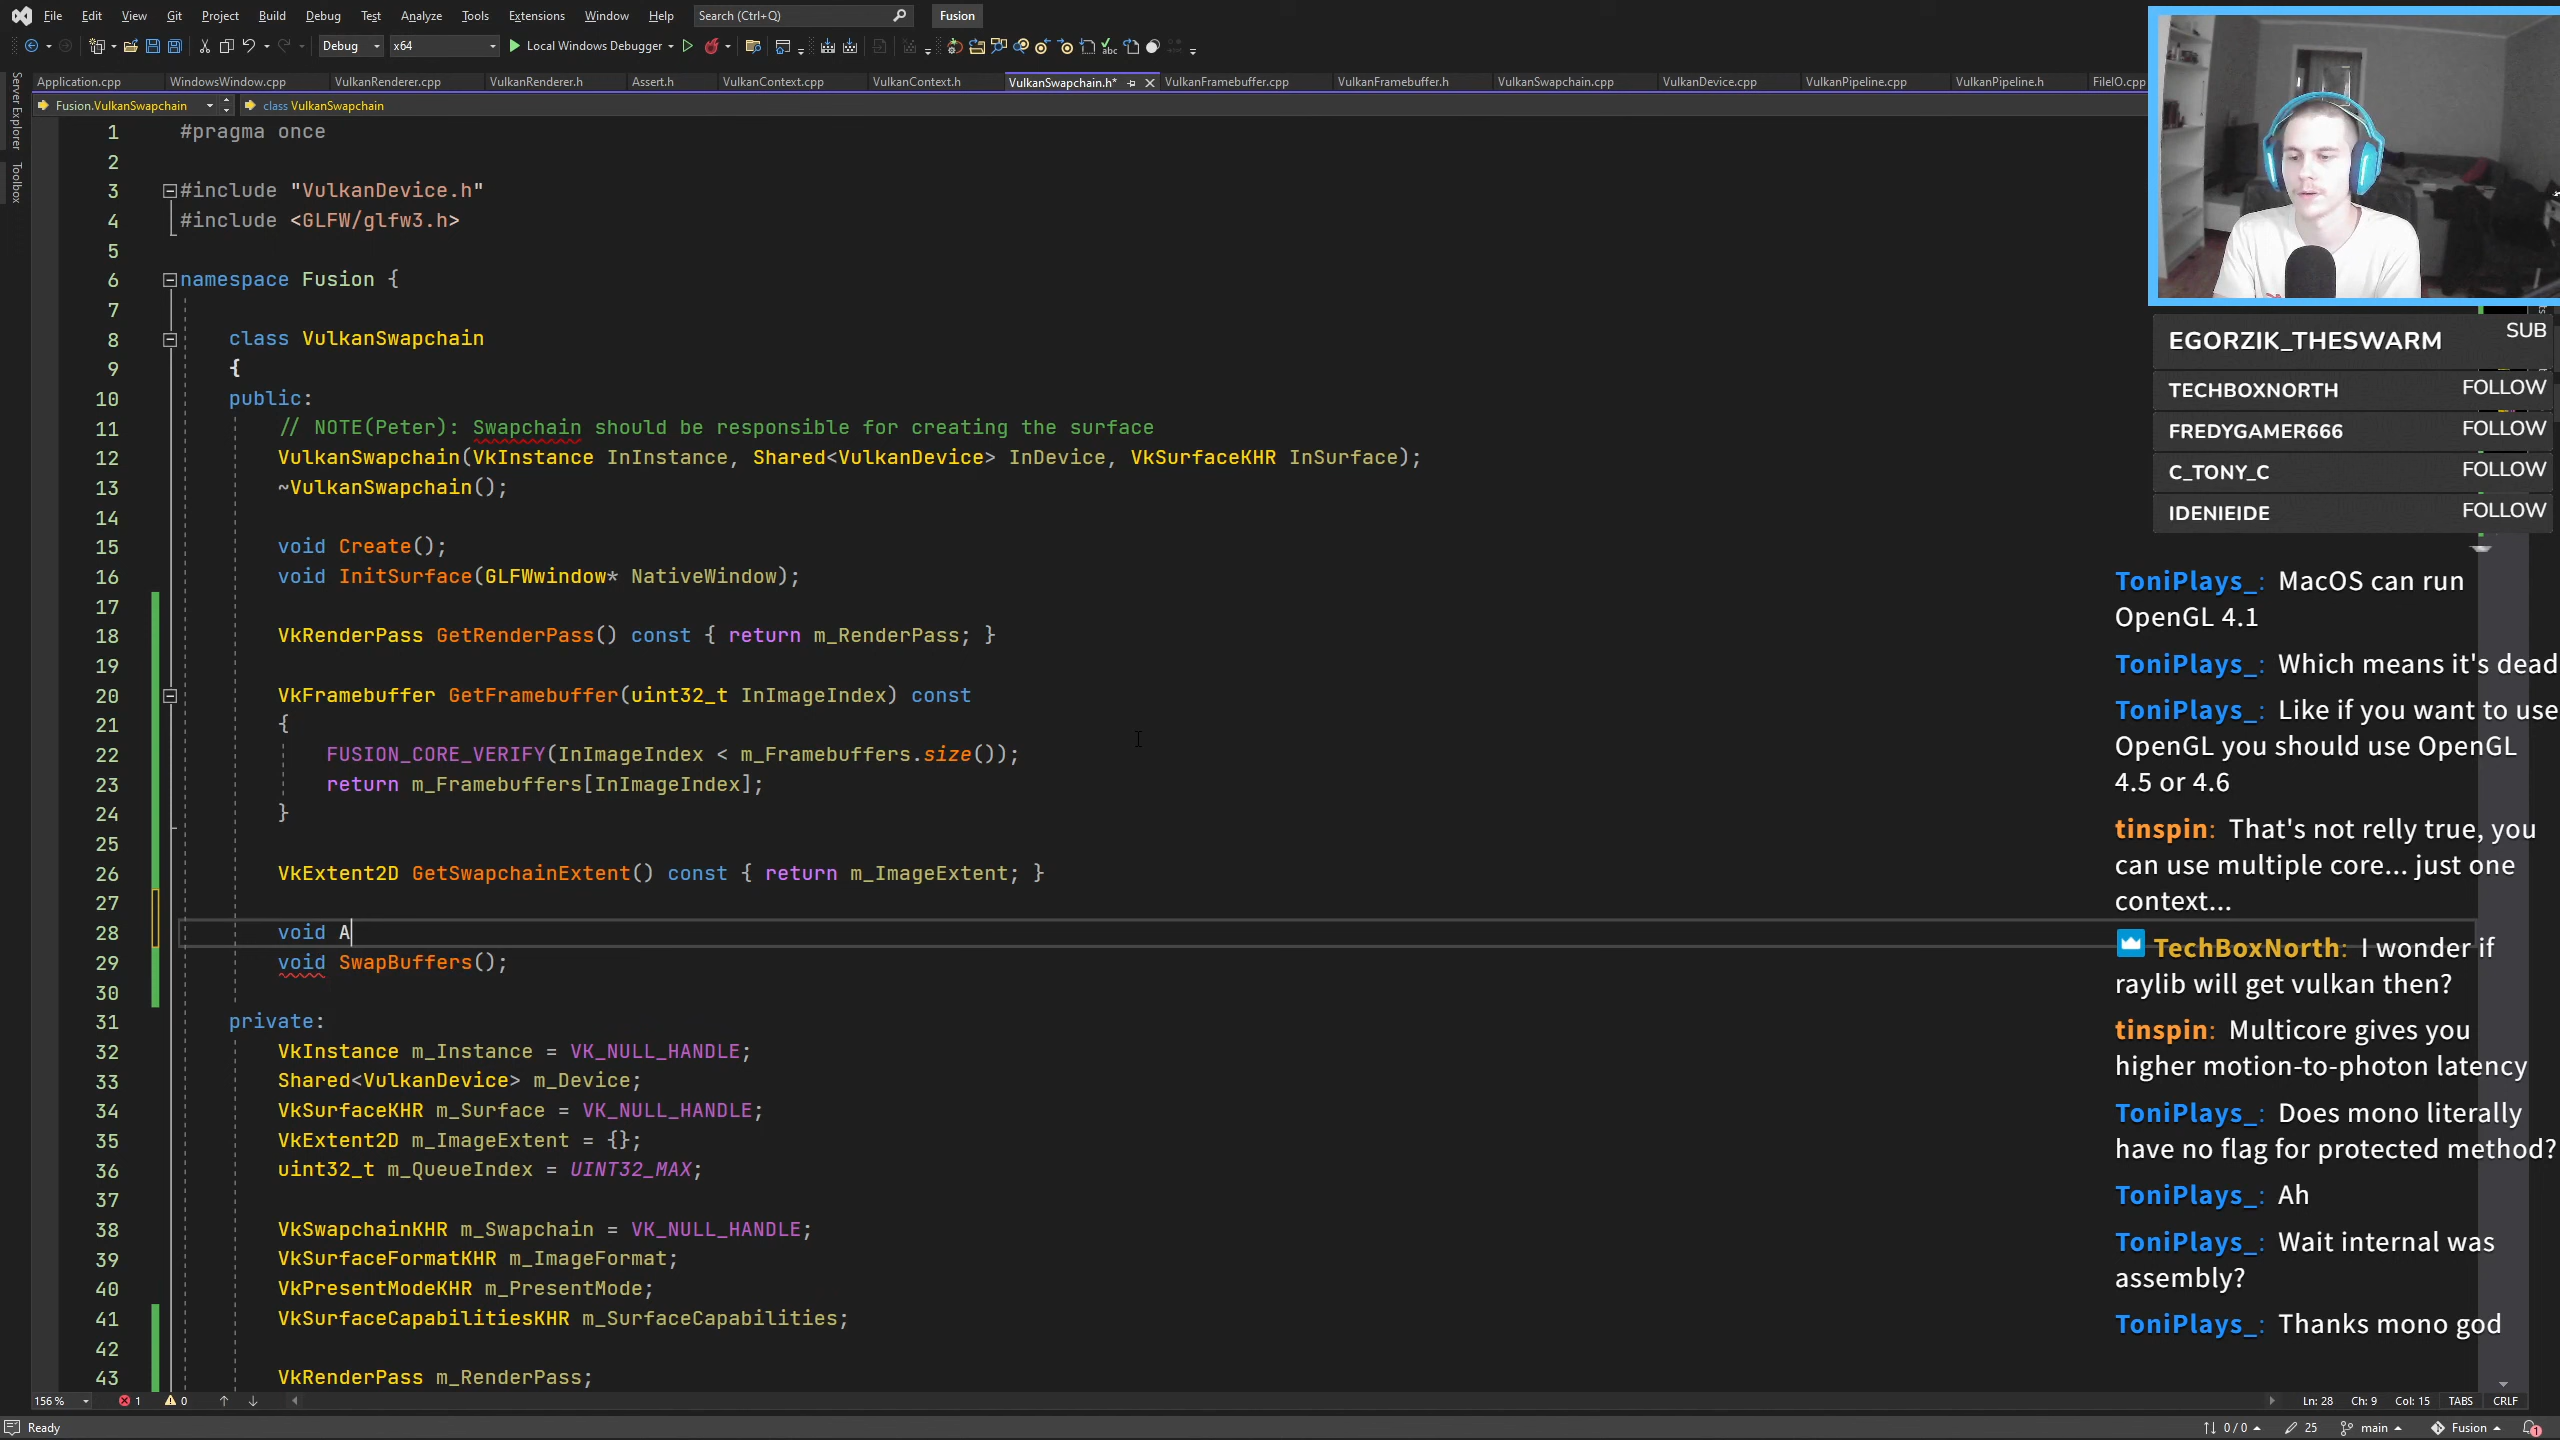 File Edit View Git Project Build Debug Test Analyze Tools Extensions Window Help Search (Ctrl+Q) Fusion
Debug x64 Local Windows Debugger
Application.cpp WindowsWindow.cpp VulkanRenderer.cpp VulkanRenderer.h Assert.h VulkanContext.cpp VulkanContext.h VulkanSwapchain.h* VulkanFramebuffer.cpp VulkanFramebuffer.h VulkanSwapchain.cpp VulkanDevice.cpp VulkanPipeline.cpp VulkanPipeline.h FileIO.cpp
Fusion.VulkanSwapchain class VulkanSwapchain
Server Explorer
Toolbox
1 #pragma once
2
3 #include "VulkanDevice.h"
4 #include <GLFW/glfw3.h>
5
6 namespace Fusion {
7
8 class VulkanSwapchain
9 {
10 public:
11 // NOTE(Peter): Swapchain should be responsible for creating the surface
12 VulkanSwapchain(VkInstance InInstance, Shared<VulkanDevice> InDevice, VkSurfaceKHR InSurface);
13 ~VulkanSwapchain();
14
15 void Create();
16 void InitSurface(GLFWwindow* NativeWindow);
17
18 VkRenderPass GetRenderPass() const { return m_RenderPass; }
19
20 VkFramebuffer GetFramebuffer(uint32_t InImageIndex) const
21 {
22 FUSION_CORE_VERIFY(InImageIndex < m_Framebuffers.size());
23 return m_Framebuffers[InImageIndex];
24 }
25
26 VkExtent2D GetSwapchainExtent() const { return m_ImageExtent; }
27
28 void A
29 void SwapBuffers();
30
31 private:
32 VkInstance m_Instance = VK_NULL_HANDLE;
33 Shared<VulkanDevice> m_Device;
34 VkSurfaceKHR m_Surface = VK_NULL_HANDLE;
35 VkExtent2D m_ImageExtent = {};
36 uint32_t m_QueueIndex = UINT32_MAX;
37
38 VkSwapchainKHR m_Swapchain = VK_NULL_HANDLE;
39 VkSurfaceFormatKHR m_ImageFormat;
40 VkPresentModeKHR m_PresentMode;
41 VkSurfaceCapabilitiesKHR m_SurfaceCapabilities;
42
43 VkRenderPass m_RenderPass;
156 % 1 0 Ln: 28 Ch: 9 Col: 15 TABS CRLF
Ready 0 / 0 25 main Fusion 1
EGORZIK_THESWARM SUB
TECHBOXNORTH FOLLOW
FREDYGAMER666 FOLLOW
C_TONY_C FOLLOW
IDENIEIDE FOLLOW
ToniPlays_: MacOS can run
OpenGL 4.1
ToniPlays_: Which means it's dead
ToniPlays_: Like if you want to use
OpenGL you should use OpenGL
4.5 or 4.6
tinspin: That's not relly true, you
can use multiple core... just one
context...
TechBoxNorth: I wonder if
raylib will get vulkan then?
tinspin: Multicore gives you
higher motion-to-photon latency
ToniPlays_: Does mono literally
have no flag for protected method?
ToniPlays_: Ah
ToniPlays_: Wait internal was
assembly?
ToniPlays_: Thanks mono god